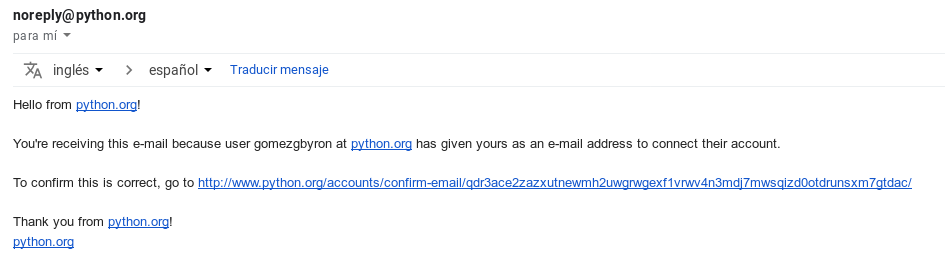 noreply@python.org
para mí
inglés > español Traducir mensaje
Hello from python.org!
You're receiving this e-mail because user gomezgbyron at python.org has given yours as an e-mail address to connect their account.
To confirm this is correct, go to http://www.python.org/accounts/confirm-email/qdr3ace2zazxutnewmh2uwgrwgexf1vrwv4n3mdj7mwsqizd0otdrunsxm7gtdac/
Thank you from python.org!
python.org